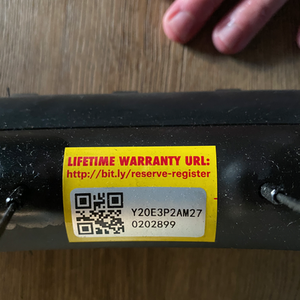 LIFETIME WARRANTY URL:
http://bit.ly/reserve-register
Y20E3P2AM27
0202899